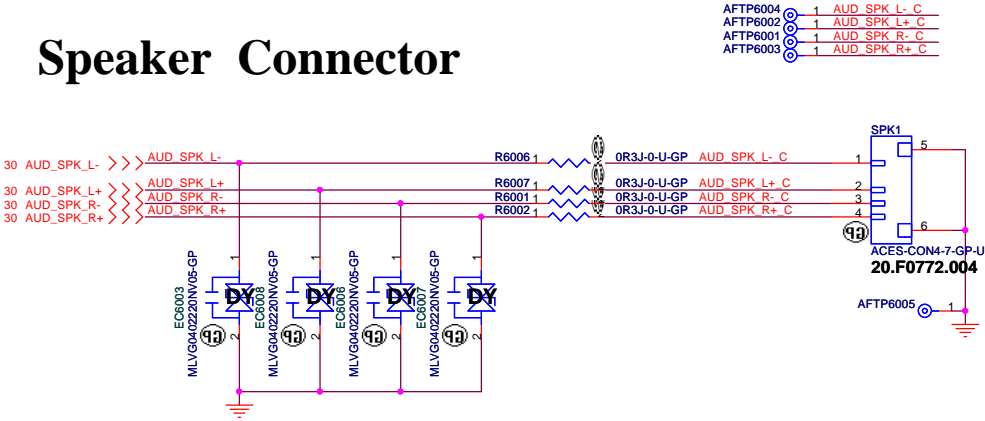 AFTP6004 1 AUD_SPK_L-_C
AFTP6002 1 AUD_SPK_L+_C
AFTP6001 1 AUD_SPK_R-_C
AFTP6003 1 AUD_SPK_R+_C
Speaker Connector
SPK1
30 AUD_SPK_L- AUD_SPK_L- R6006 1 0R3J-0-U-GP AUD_SPK_L-_C 1 5
30 AUD_SPK_L+ AUD_SPK_L+ R6007 1 0R3J-0-U-GP AUD_SPK_L+_C 2
30 AUD_SPK_R- AUD_SPK_R- R6001 1 0R3J-0-U-GP AUD_SPK_R-_C 3
30 AUD_SPK_R+ AUD_SPK_R+ R6002 1 0R3J-0-U-GP AUD_SPK_R+_C 4
6
GP
ACES-CON4-7-GP-U
20.F0772.004
AFTP6005 1
1 1 1 1
EC6003 MLVG0402220NV05-GP DY GP
EC6008 MLVG0402220NV05-GP DY GP
EC6006 MLVG0402220NV05-GP DY GP
EC6007 MLVG0402220NV05-GP DY GP
2 2 2 2